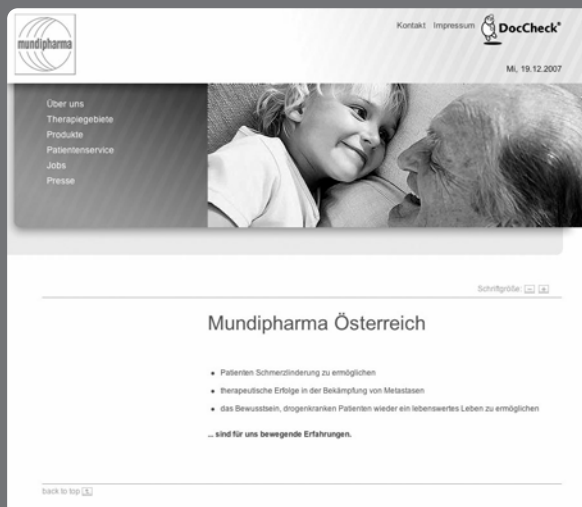 mundipharma
Kontakt Impressum DocCheck®
Mi, 19.12.2007
Über uns
Therapiegebiete
Produkte
Patientenservice
Jobs
Presse
Schriftgröße: – +
Mundipharma Österreich
• Patienten Schmerzlinderung zu ermöglichen
• therapeutische Erfolge in der Bekämpfung von Metastasen
• das Bewusstsein, drogenkranken Patienten wieder ein lebenswertes Leben zu ermöglichen
... sind für uns bewegende Erfahrungen.
back to top